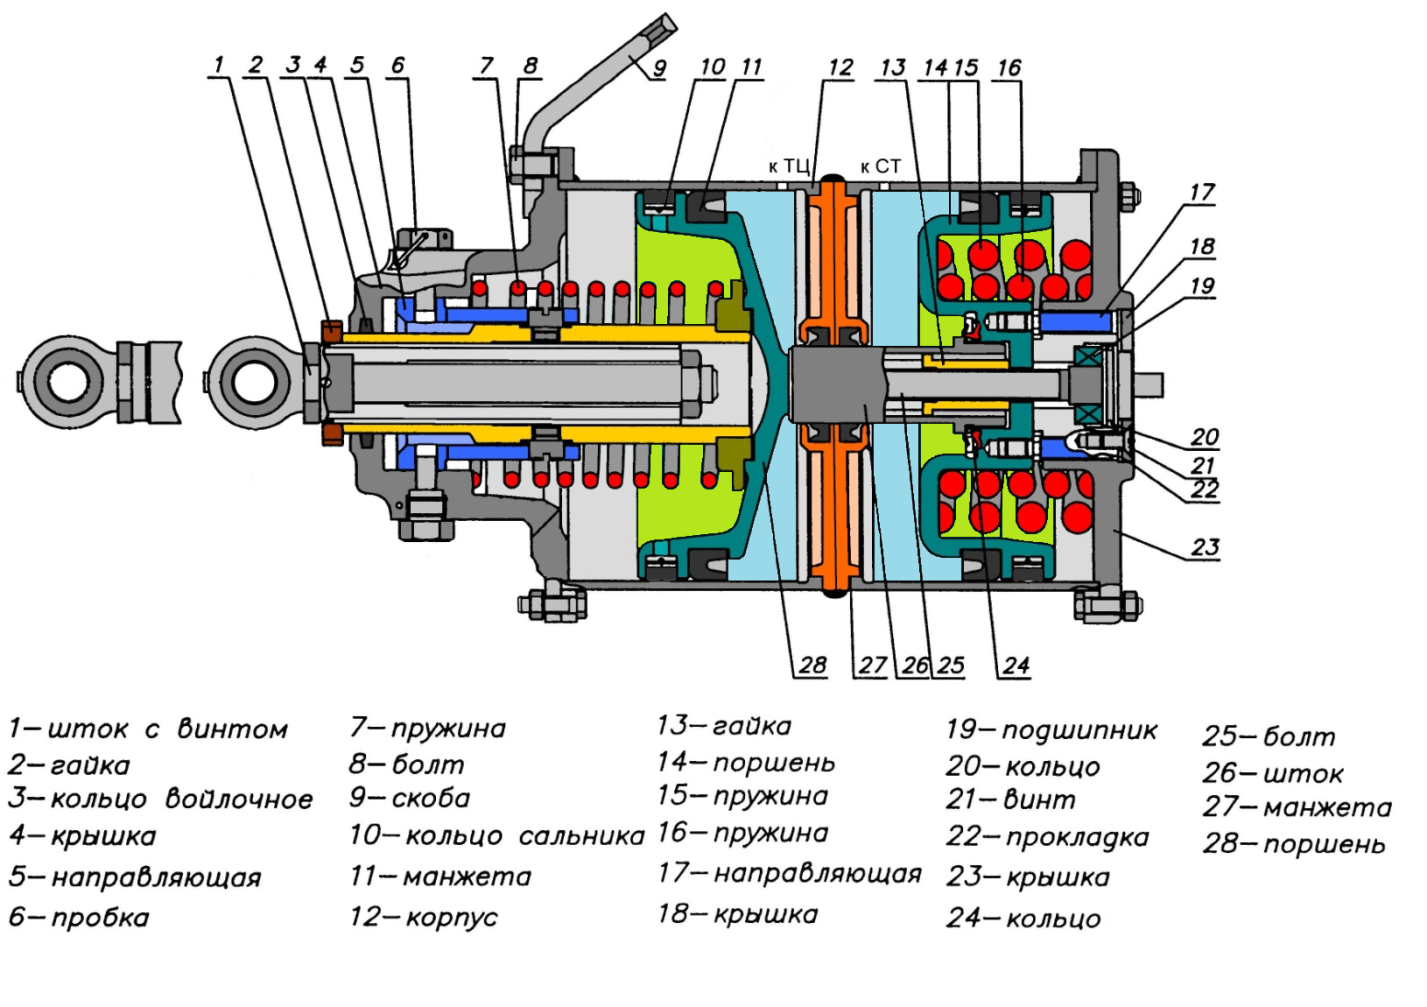 1 2 3 4 5 6 7 8 9 10 11 12 13 14 15 16
к ТЦ к СТ
17
18
19
20
21
22
23
28 27 26 25 24
1–шток с винтом
2–гайка
3–кольцо войлочное
4–крышка
5–направляющая
6–пробка
7–пружина
8–болт
9–скоба
10–кольцо сальника
11–манжета
12–корпус
13–гайка
14–поршень
15–пружина
16–пружина
17–направляющая
18–крышка
19–подшипник
20–кольцо
21–винт
22–прокладка
23–крышка
24–кольцо
25–болт
26–шток
27–манжета
28–поршень